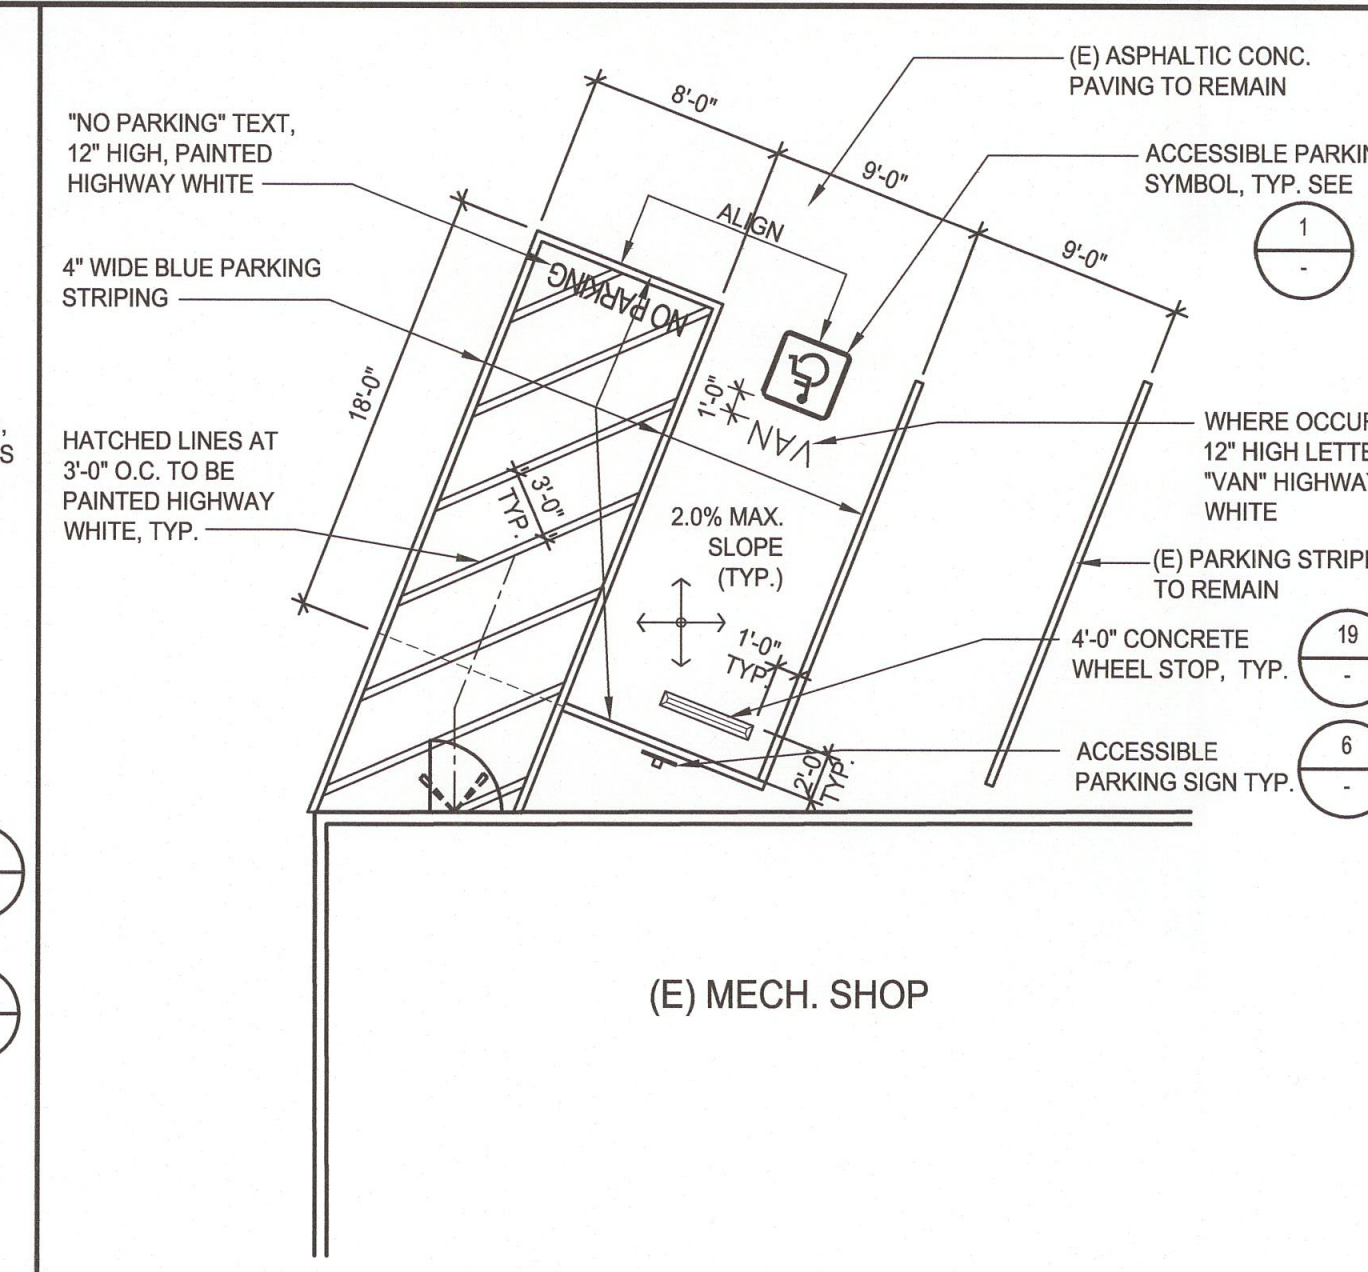 "NO PARKING" TEXT,
12" HIGH, PAINTED
HIGHWAY WHITE
4" WIDE BLUE PARKING
STRIPING
HATCHED LINES AT
3'-0" O.C. TO BE
PAINTED HIGHWAY
WHITE, TYP.
,
S
8'-0"
9'-0"
9'-0"
18'-0"
ALIGN
NO PARKING
1'-0"
VAN
3'-0"
TYP.
2.0% MAX.
SLOPE
(TYP.)
1'-0"
TYP.
2'-0"
TYP.
(E) ASPHALTIC CONC.
PAVING TO REMAIN
ACCESSIBLE PARKIN
SYMBOL, TYP. SEE
1
-
WHERE OCCUR
12" HIGH LETTE
"VAN" HIGHWAY
WHITE
(E) PARKING STRIPI
TO REMAIN
4'-0" CONCRETE
WHEEL STOP, TYP.
19
-
ACCESSIBLE
PARKING SIGN TYP.
6
-
(E) MECH. SHOP